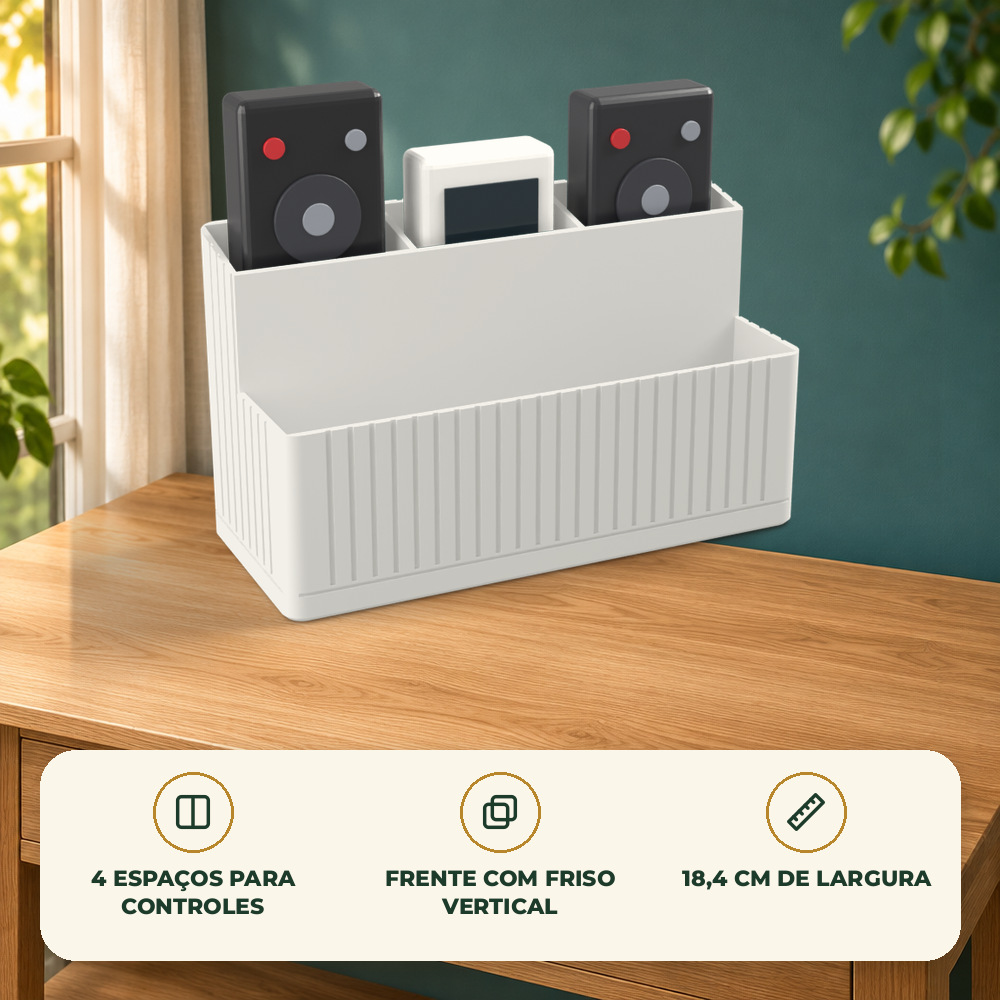 4 ESPAÇOS PARA
CONTROLES
FRENTE COM FRISO
VERTICAL
18,4 CM DE LARGURA